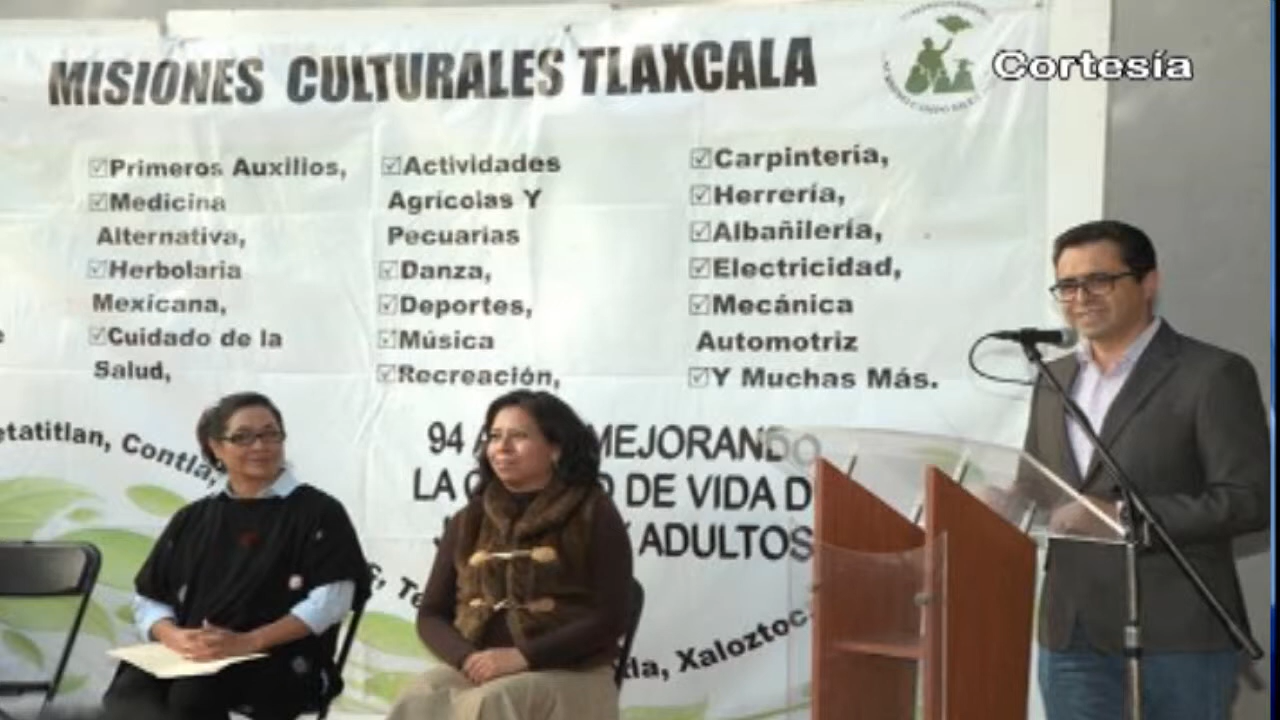 MISIONES CULTURALES TLAXCALA
Cortesía
☑Primeros Auxilios,
☑Medicina
Alternativa,
☑Herbolaria
Mexicana,
☑Cuidado de la
Salud,
☑Actividades
Agrícolas Y
Pecuarias
☑Danza,
☑Deportes,
☑Música
☑Recreación,
☑Carpintería,
☑Herrería,
☑Albañilería,
☑Electricidad,
☑Mecánica
Automotriz
☑Y Muchas Más.
94 MEJORANDO
LA DE VIDA D
Y ADULTOS
etatitlan, Contla,
Xaloztoc